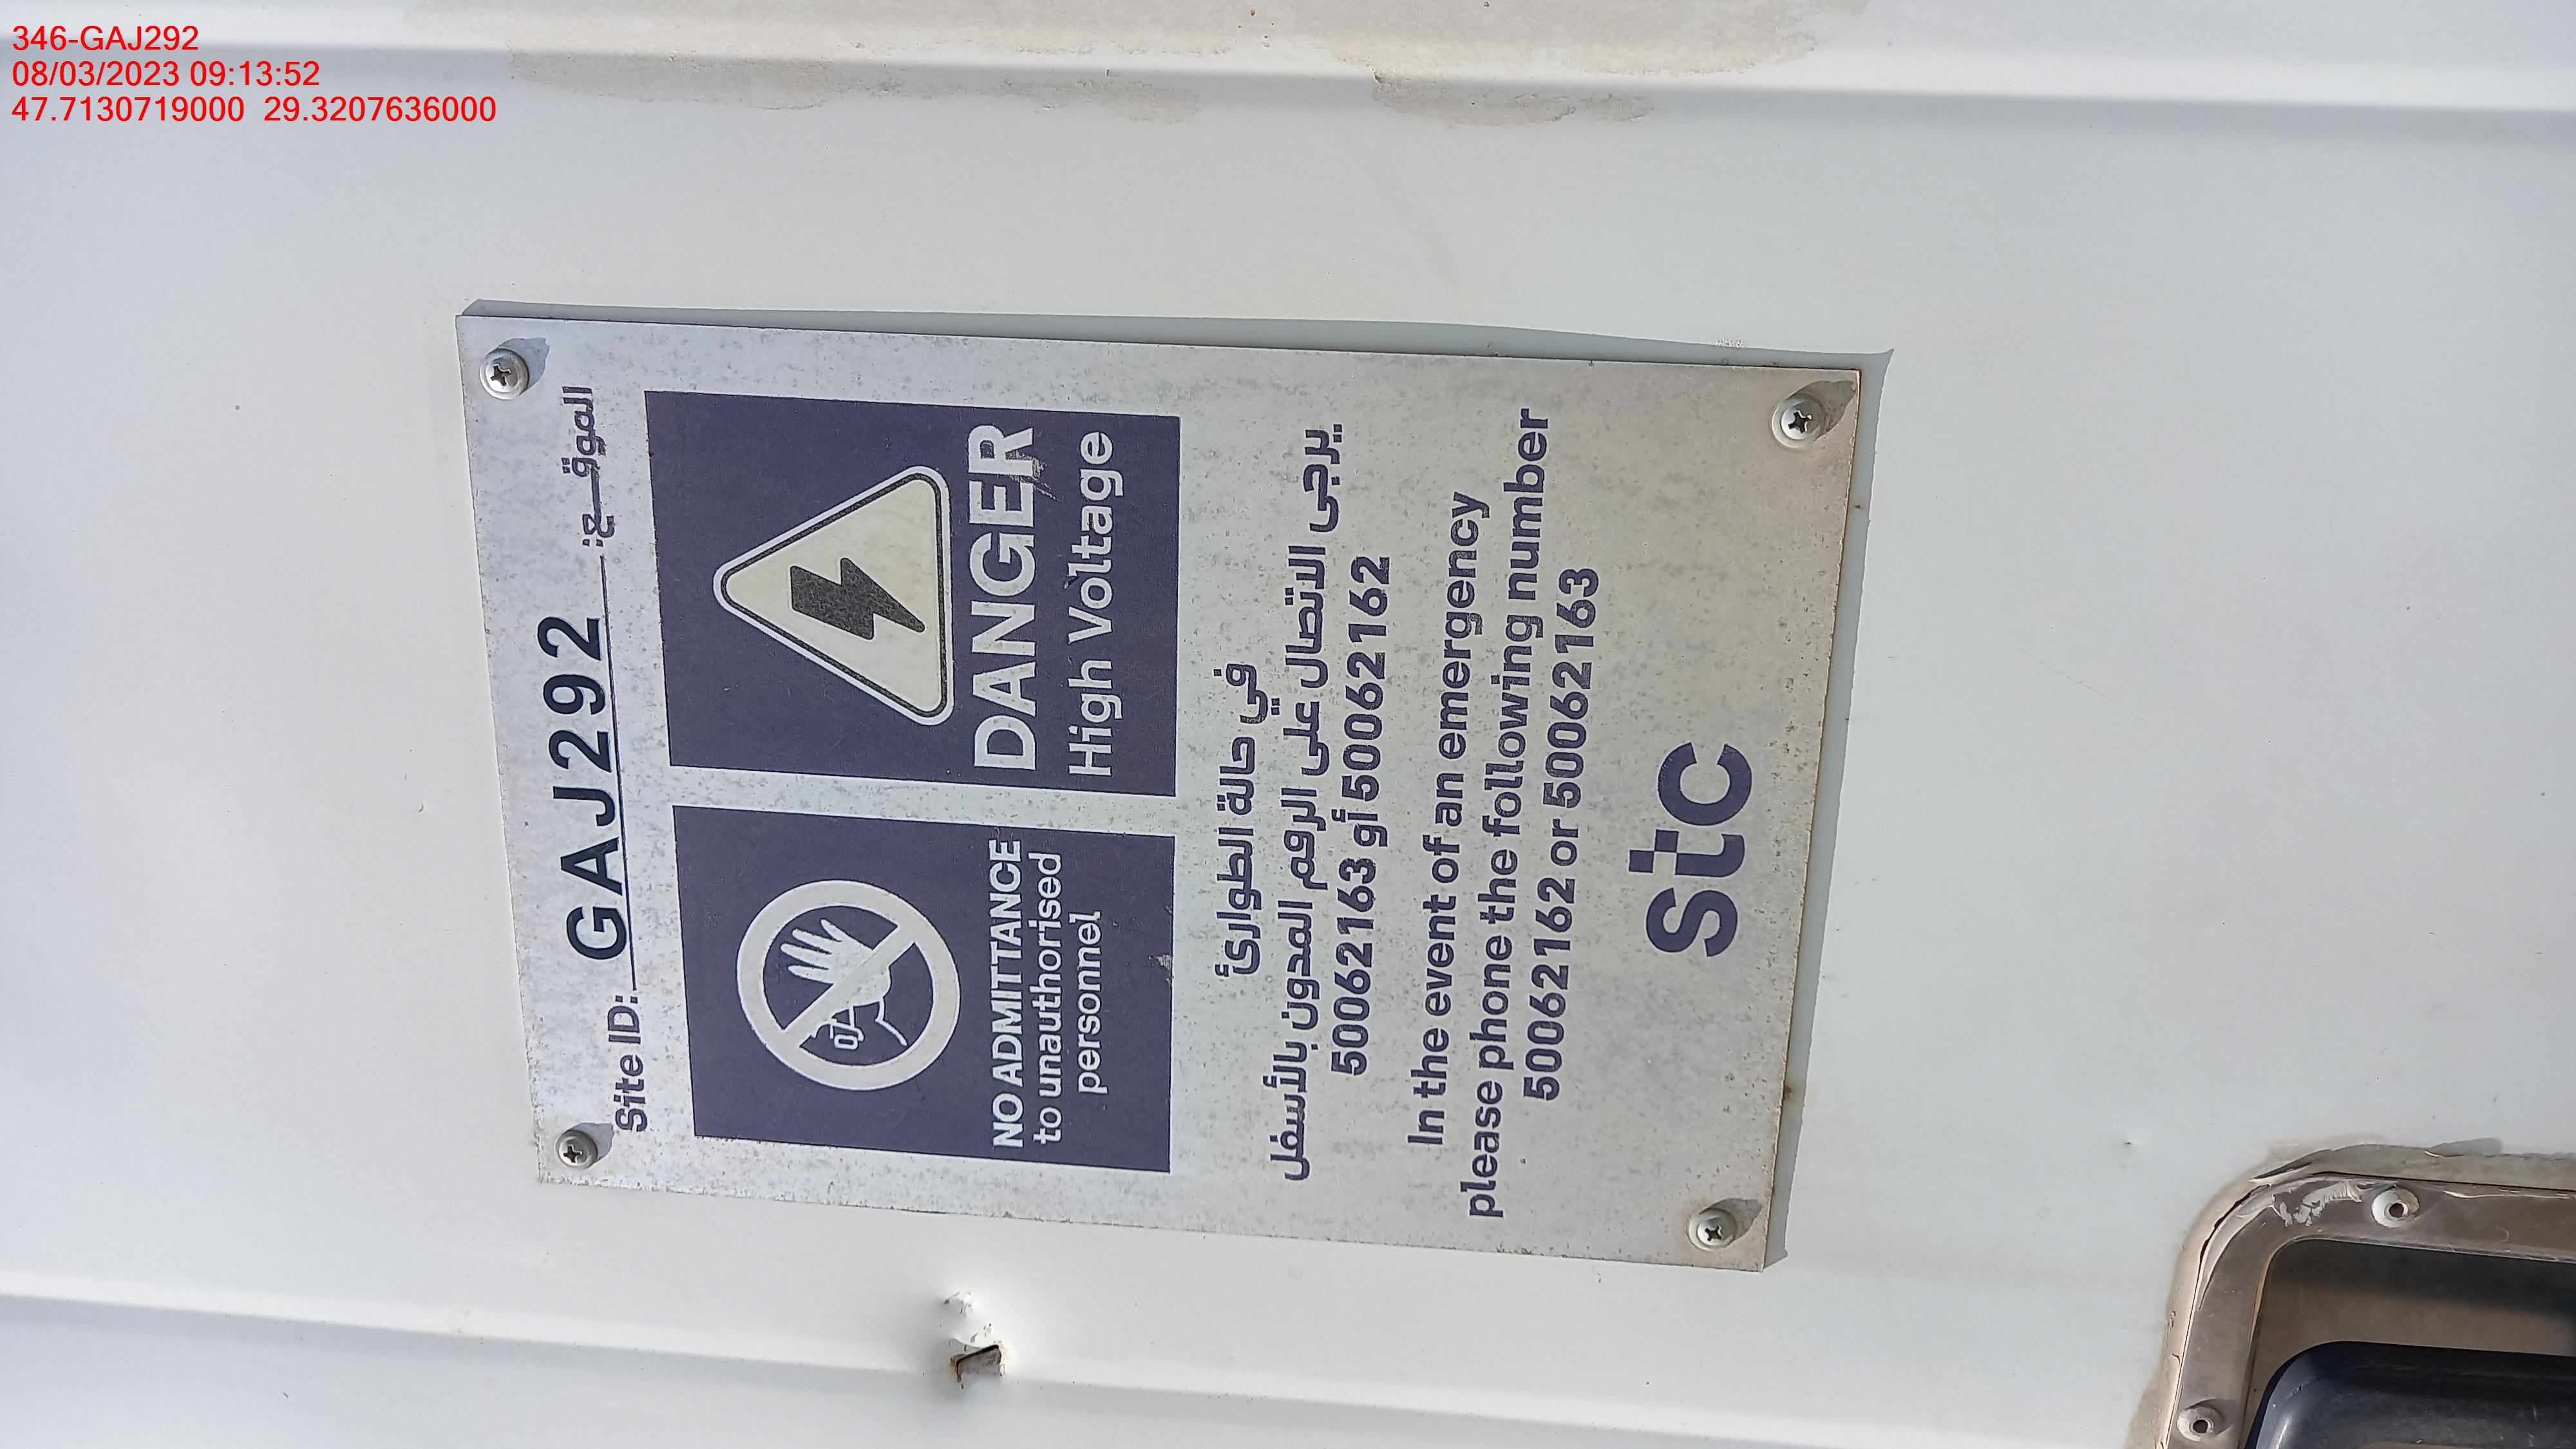 346-GAJ292
08/03/2023 09:13:52
47.7130719000 29.3207636000
Site ID: GAJ292 الموقـــع:
NO ADMITTANCE
to unauthorised
personnel
DANGER
High Voltage
في حالة الطوارئ
يرجى الاتصال على الرقم المدون بالأسفل
50062163 أو 50062162
In the event of an emergency
please phone the following number
50062162 or 50062163
stc